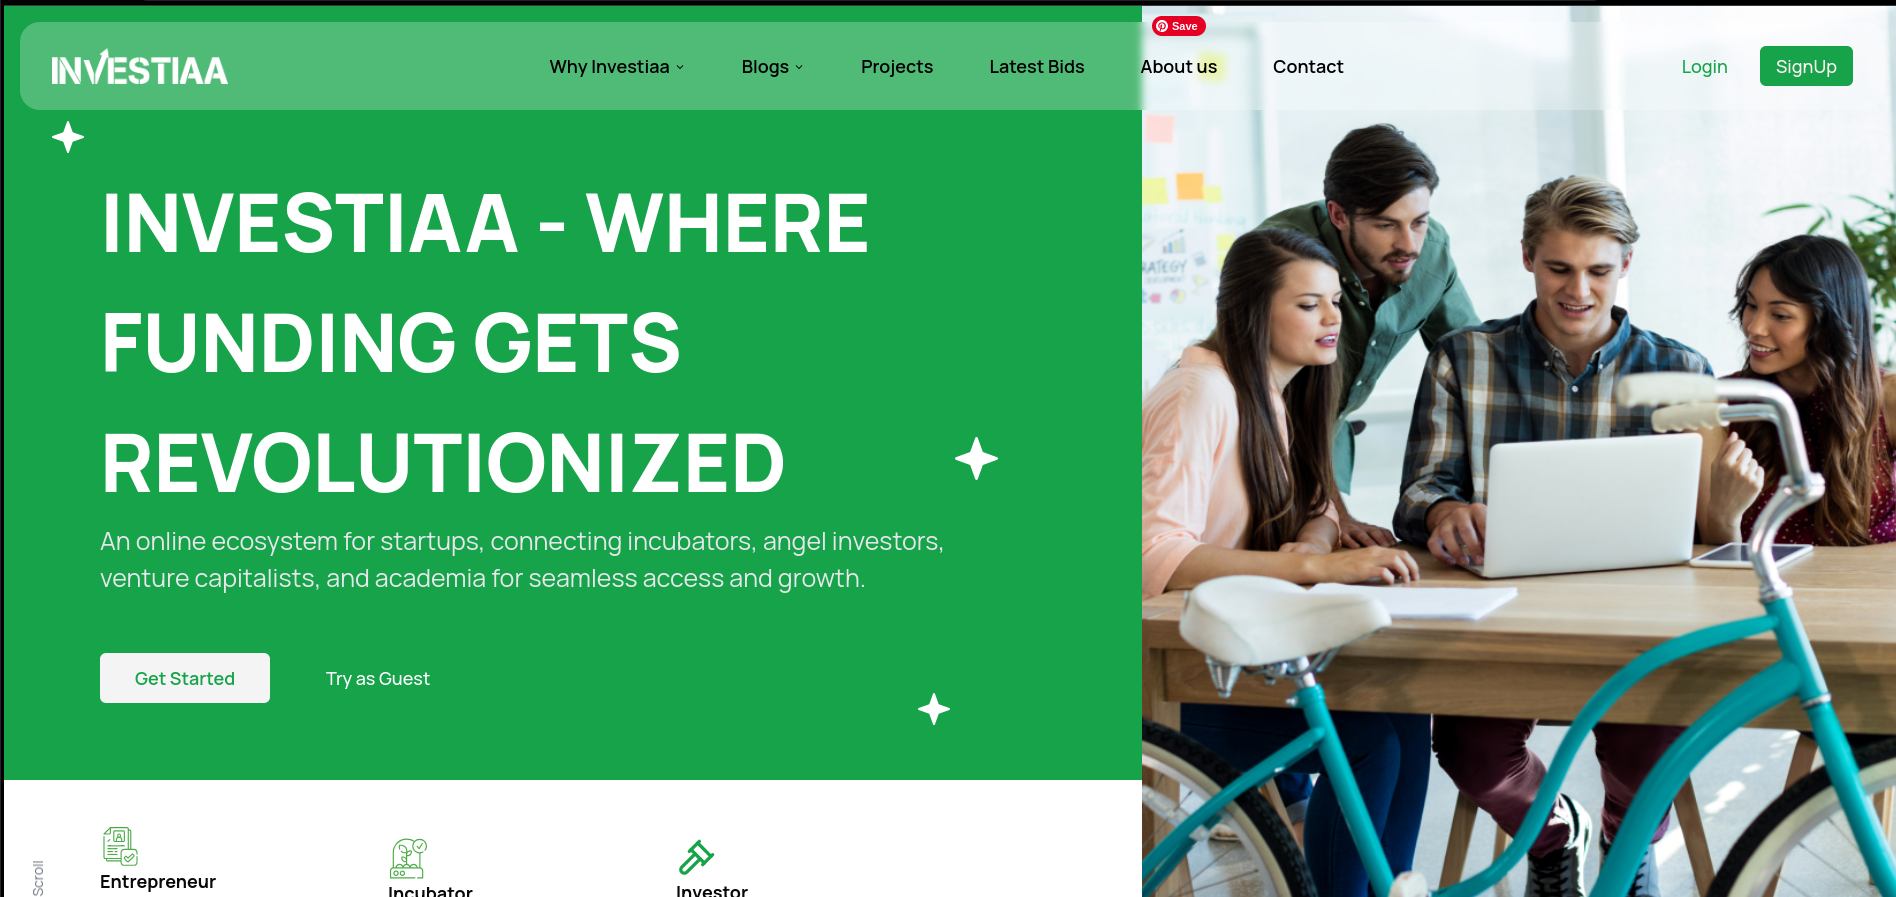 Save
INVESTIAA
Why Investiaa
Blogs
Projects
Latest Bids
About us
Contact
Login
SignUp
INVESTIAA - WHERE
FUNDING GETS
REVOLUTIONIZED
An online ecosystem for startups, connecting incubators, angel investors,
venture capitalists, and academia for seamless access and growth.
Get Started
Try as Guest
Entrepreneur
Incubator
Investor
Scroll